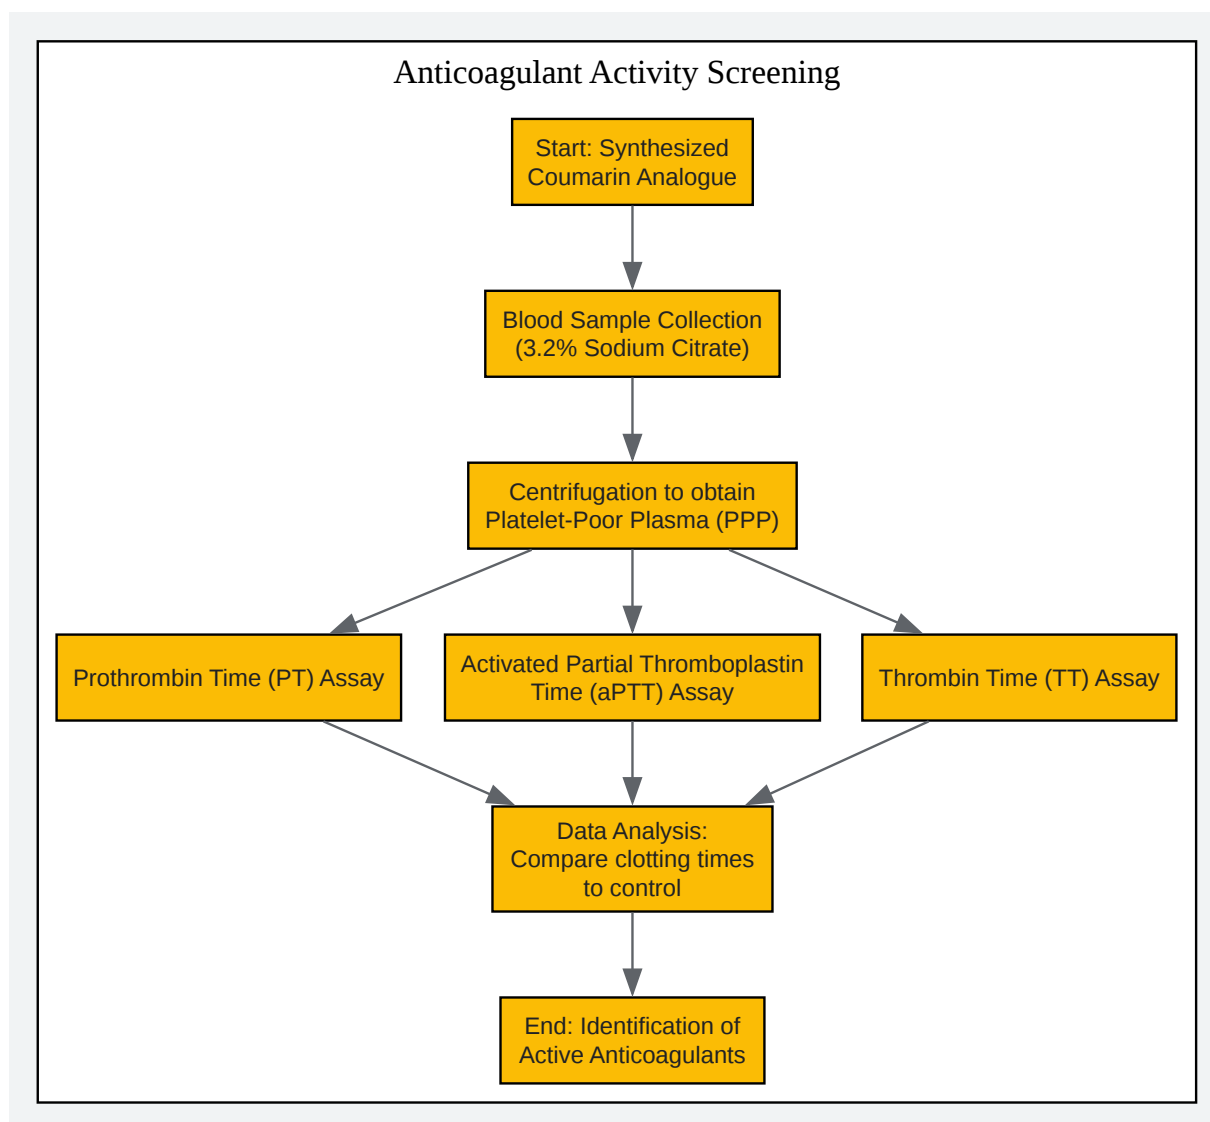 Anticoagulant Activity Screening
Start: Synthesized
Coumarin Analogue
Blood Sample Collection
(3.2% Sodium Citrate)
Centrifugation to obtain
Platelet-Poor Plasma (PPP)
Prothrombin Time (PT) Assay
Activated Partial Thromboplastin
Time (aPTT) Assay
Thrombin Time (TT) Assay
Data Analysis:
Compare clotting times
to control
End: Identification of
Active Anticoagulants